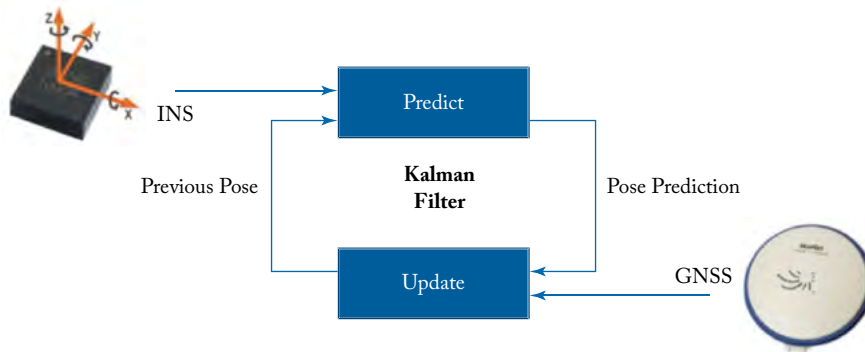 Z
Y
X
INS
Predict
Previous Pose
Kalman
Filter
Pose Prediction
Update
GNSS